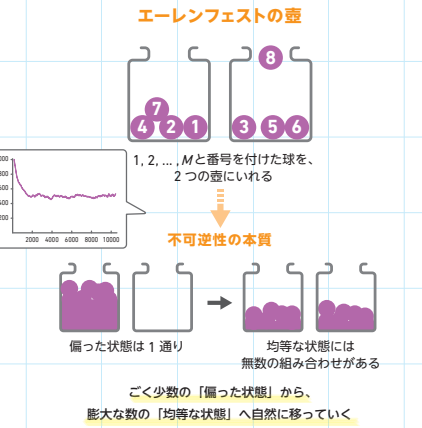 エーレンフェストの壺
8
7
4 2 1
3 5 6
1, 2, ... , Mと番号を付けた球を、
2 つの壺にいれる
2000 4000 6000 8000 10000
不可逆性の本質
偏った状態は 1 通り
均等な状態には
無数の組み合わせがある
ごく少数の「偏った状態」から、
膨大な数の「均等な状態」へ自然に移っていく